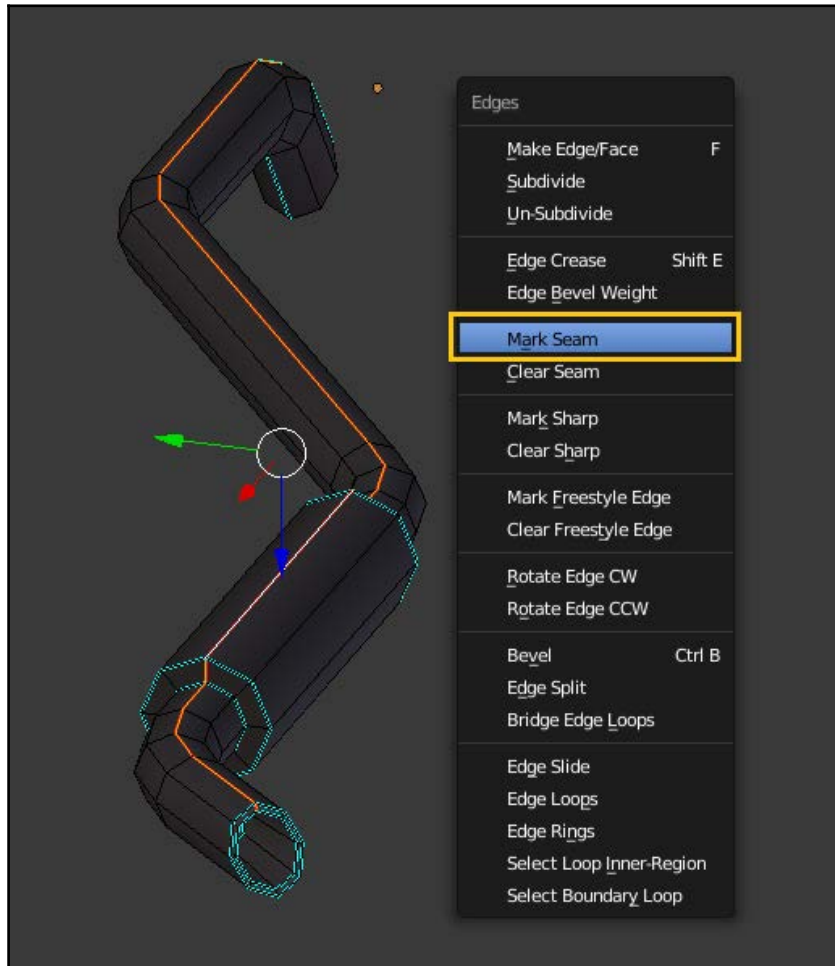 Edges
Make Edge/Face F
Subdivide
Un-Subdivide
Edge Crease Shift E
Edge Bevel Weight
Mark Seam
Clear Seam
Mark Sharp
Clear Sharp
Mark Freestyle Edge
Clear Freestyle Edge
Rotate Edge CW
Rotate Edge CCW
Bevel Ctrl B
Edge Split
Bridge Edge Loops
Edge Slide
Edge Loops
Edge Rings
Select Loop Inner-Region
Select Boundary Loop